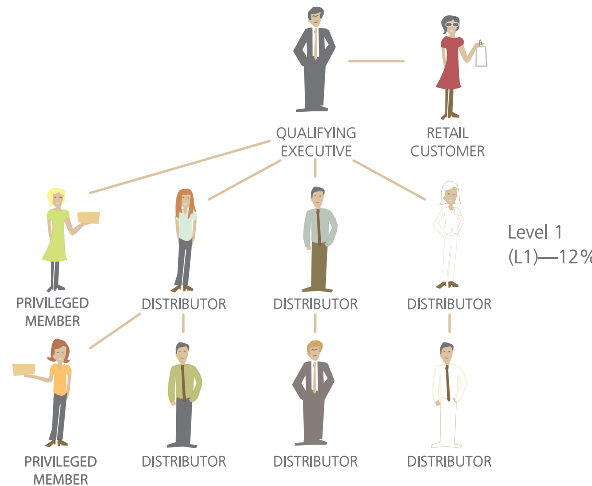 QUALIFYING
EXECUTIVE
RETAIL
CUSTOMER
Level 1
(L1)—12%
PRIVILEGED
MEMBER
DISTRIBUTOR
DISTRIBUTOR
DISTRIBUTOR
PRIVILEGED
MEMBER
DISTRIBUTOR
DISTRIBUTOR
DISTRIBUTOR